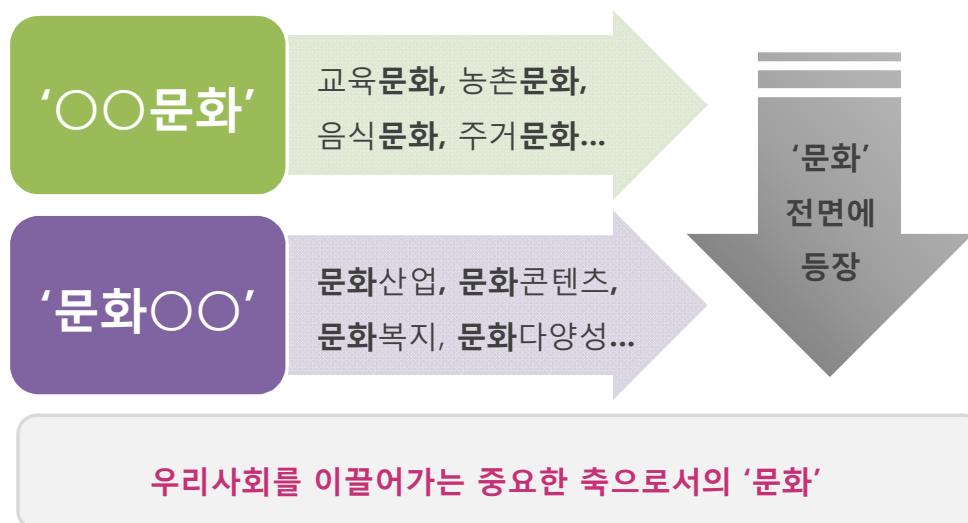 ‘○○문화’
교육문화, 농촌문화,
음식문화, 주거문화...
‘문화○○’
문화산업, 문화콘텐츠,
문화복지, 문화다양성...
‘문화’
전면에
등장
우리사회를 이끌어가는 중요한 축으로서의 ‘문화’